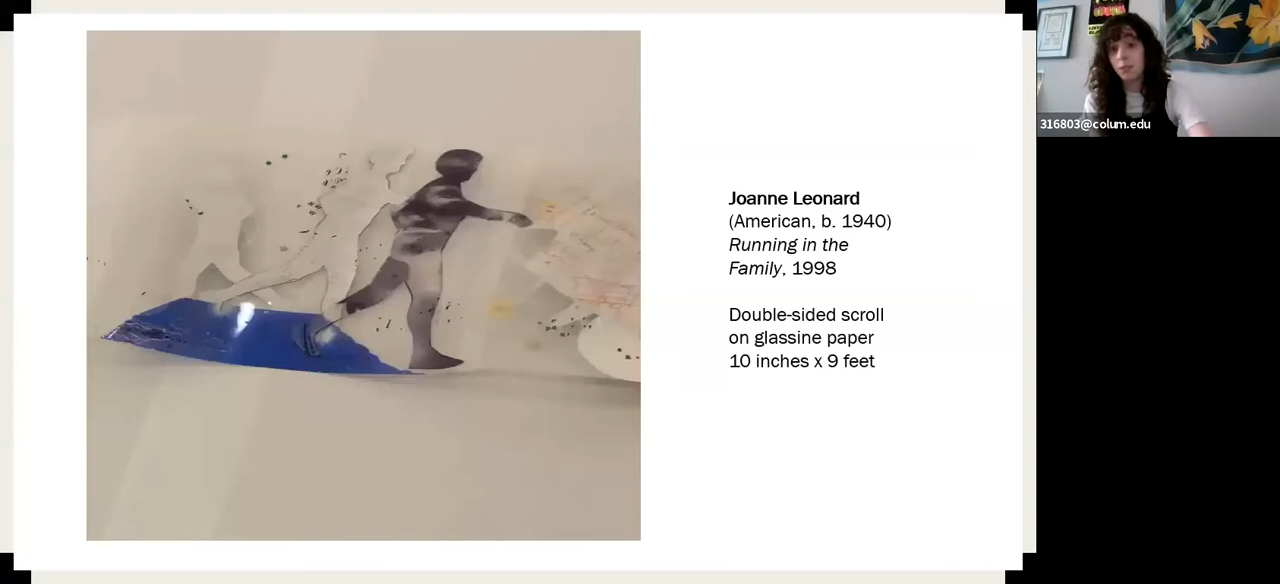 Joanne Leonard
(American, b. 1940)
Running in the
Family, 1998
Double-sided scroll
on glassine paper
10 inches x 9 feet
316803@colum.edu